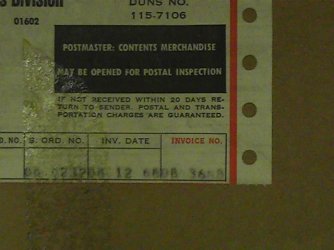 DIVISION
DUNS NO.
01602
115-7106
POSTMASTER: CONTENTS MERCHANDISE
MAY BE OPENED FOR POSTAL INSPECTION
IF NOT RECEIVED WITHIN 20 DAYS RE-
TURN TO SENDER. POSTAL AND TRANS-
PORTATION CHARGES ARE GUARANTEED.
D. NO. S. ORD. NO. INV. DATE INVOICE NO.